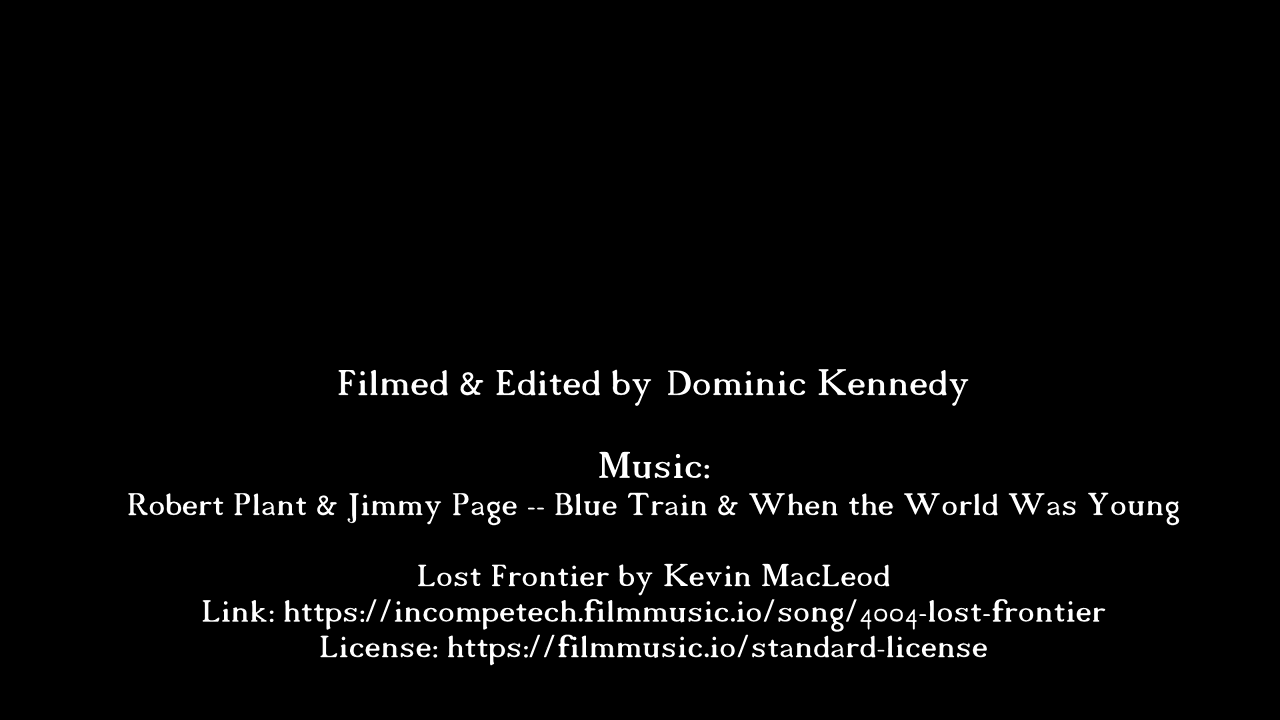 Filmed & Edited by Dominic Kennedy
Music:
Robert Plant & Jimmy Page -- Blue Train & When the World Was Young
Lost Frontier by Kevin MacLeod
Link: https://incompetech.filmmusic.io/song/4004-lost-frontier
License: https://filmmusic.io/standard-license